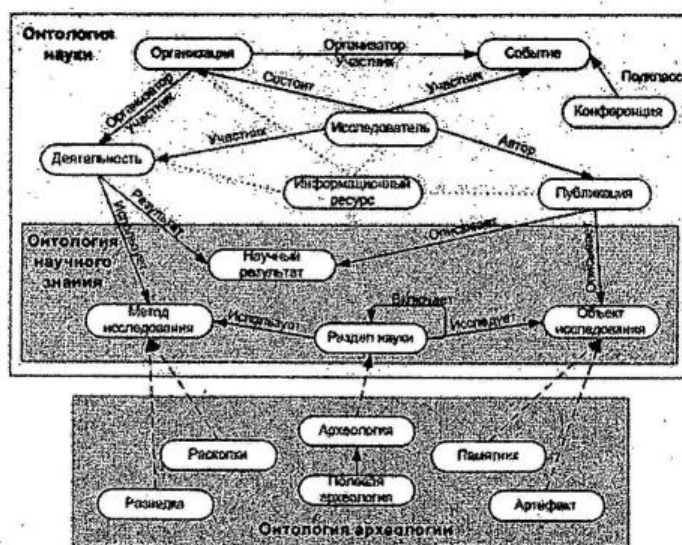 Онтология
науки
Организация
Организатор
Участник
Событие
Состоит
Участник
Подкласс
Конференция
Организатор
Участник
Участник
Исследователь
Автор
Деятельность
Информационный
ресурс
Публикация
Результат
Использует
Описывает
Описывает
Онтология
научного
знания
Научный
результат
Метод
исследования
Использует
Включает
Раздел науки
Исследует
Объект
исследования
Археология
Раскопки
Памятник
Полевая
археология
Разведка
Артефакт
Онтология археологии